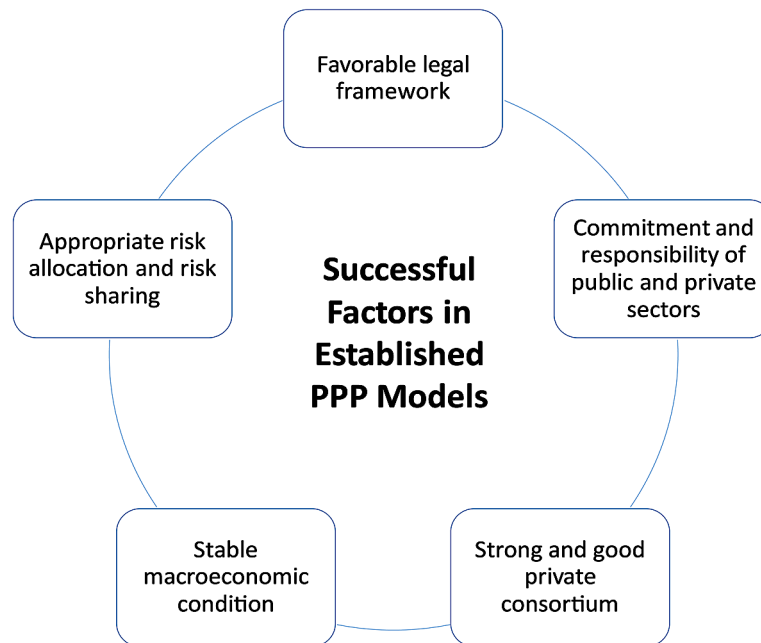 Favorable legal
framework
Commitment and
responsibility of
public and private
sectors
Strong and good
private
consortium
Stable
macroeconomic
condition
Appropriate risk
allocation and risk
sharing
Successful
Factors in
Established
PPP Models